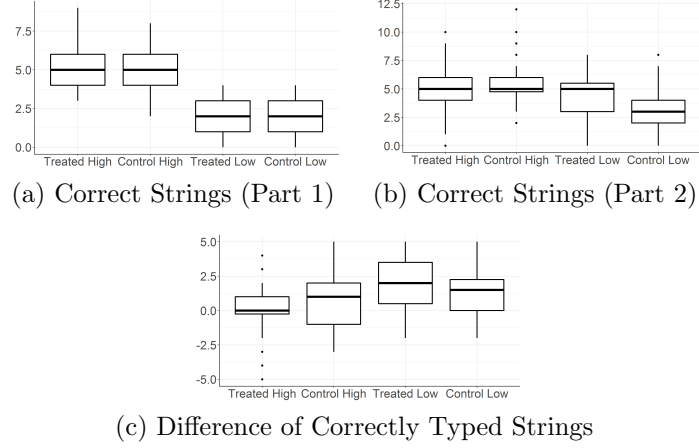 7.5
5.0
2.5
0.0
Treated High Control High Treated Low Control Low
(a) Correct Strings (Part 1)
12.5
10.0
7.5
5.0
2.5
0.0
Treated High Control High Treated Low Control Low
(b) Correct Strings (Part 2)
5.0
2.5
0.0
-2.5
-5.0
Treated High Control High Treated Low Control Low
(c) Difference of Correctly Typed Strings